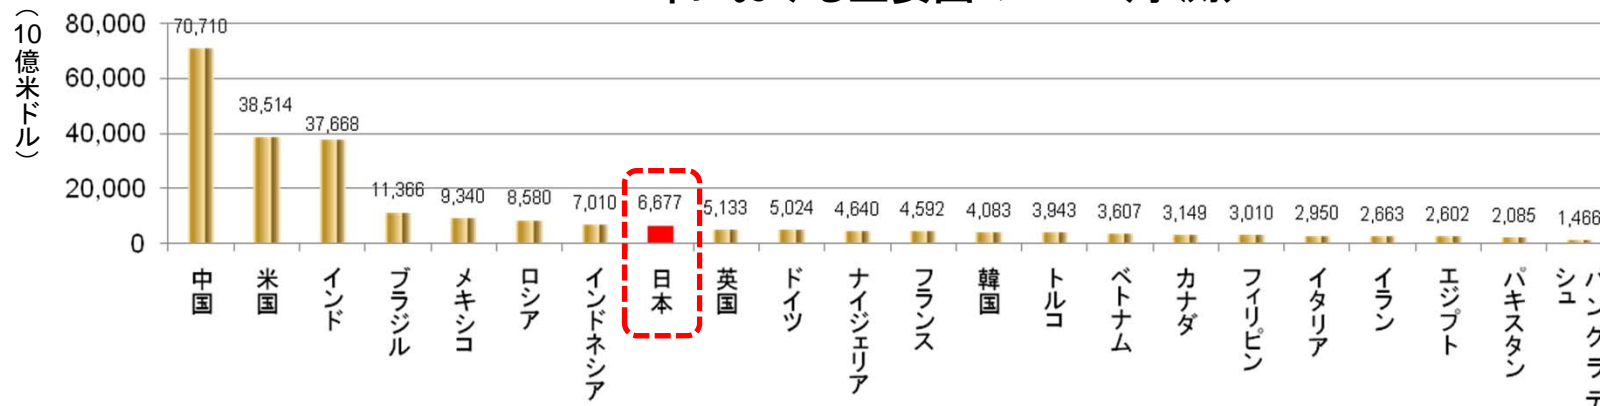 （10億米ドル）
80,000
60,000
40,000
20,000
0
70,710
38,514
37,668
11,366
9,340
8,580
7,010
6,677
5,133
5,024
4,640
4,592
4,083
3,943
3,607
3,149
3,010
2,950
2,663
2,602
2,085
1,466
中国
米国
インド
ブラジル
メキシコ
ロシア
インドネシア
日本
英国
ドイツ
ナイジェリア
フランス
韓国
トルコ
ベトナム
カナダ
フィリピン
イタリア
イラン
エジプト
パキスタン
バングラデ
シュ